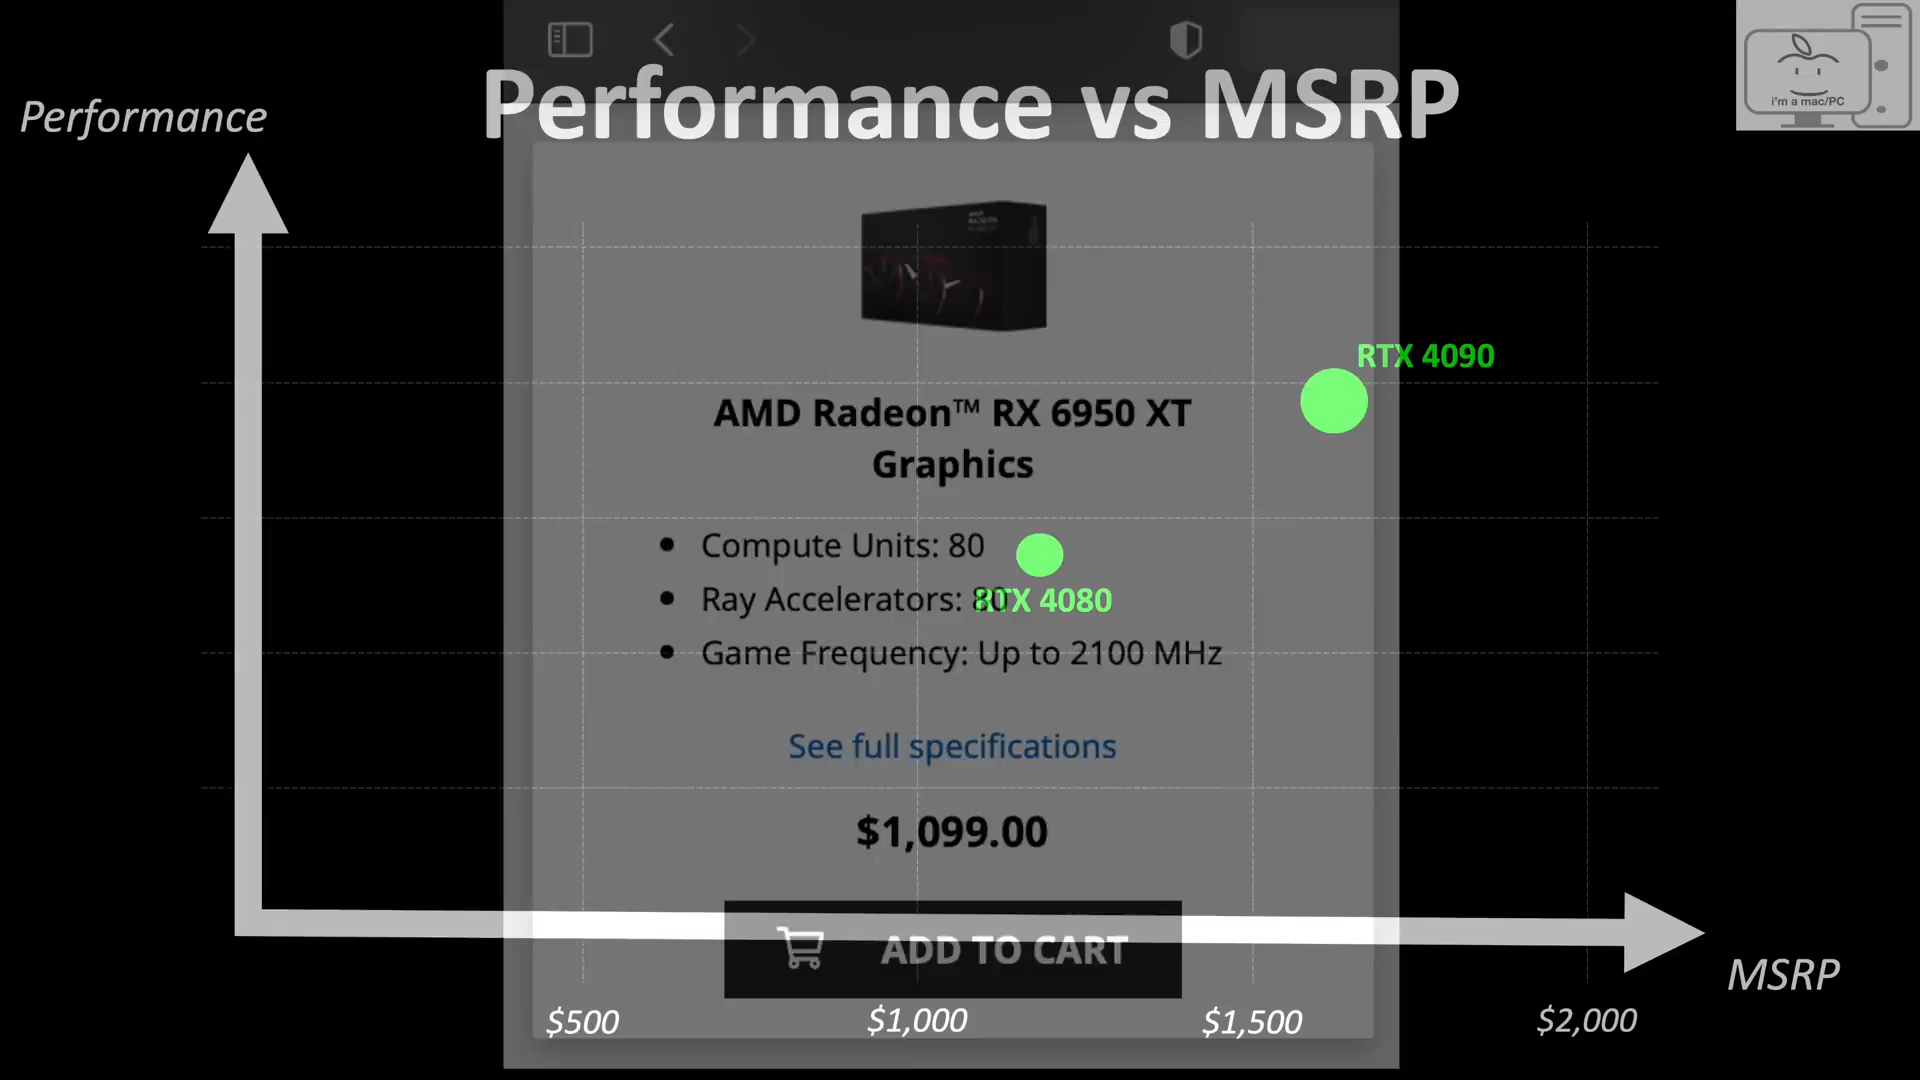 Performance vs MSRP
Performance
i'm a mac/PC
RTX 4090
AMD Radeon™ RX 6950 XT
Graphics
Compute Units: 80
Ray Accelerators: 80
RTX 4080
Game Frequency: Up to 2100 MHz
See full specifications
$1,099.00
ADD TO CART
MSRP
$500
$1,000
$1,500
$2,000